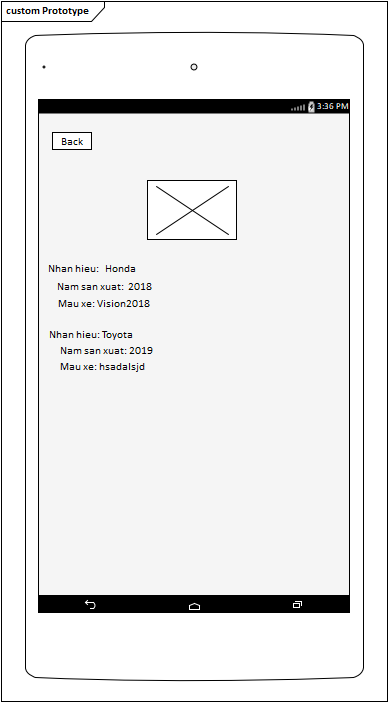 custom Prototype
3:36 PM
Back
Nhan hieu: Honda
Nam san xuat: 2018
Mau xe: Vision2018
Nhan hieu: Toyota
Nam san xuat: 2019
Mau xe: hsadalsjd